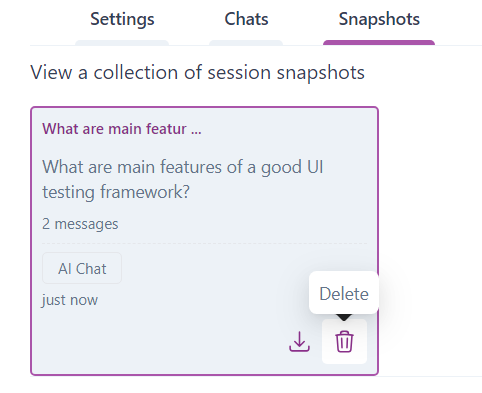 Settings Chats Snapshots
View a collection of session snapshots
What are main featur ...
What are main features of a good UI
testing framework?
2 messages
AI Chat
just now
Delete